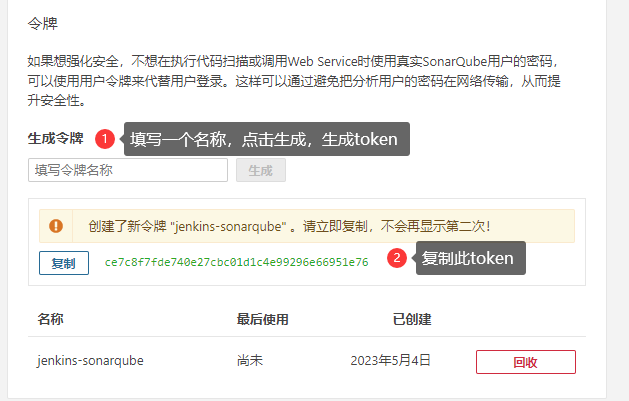 令牌
如果想强化安全，不想在执行代码扫描或调用Web Service时使用真实SonarQube用户的密码，
可以使用用户令牌来代替用户登录。这样可以通过避免把分析用户的密码在网络传输，从而提
升安全性。
生成令牌 1 填写一个名称，点击生成，生成token
填写令牌名称 生成
创建了新令牌 "jenkins-sonarqube" 。请立即复制，不会再显示第二次！
复制 ce7c8f7fde740e27cbc01d1c4e99296e66951e76 2 复制此token
名称 最后使用 已创建
jenkins-sonarqube 尚未 2023年5月4日 回收